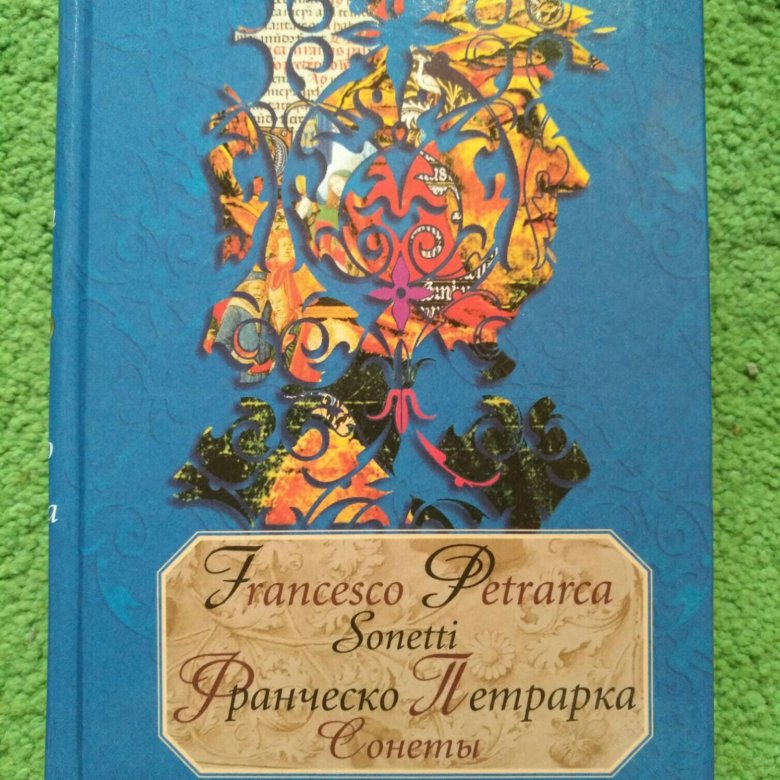 Francesco Petrarca
Sonetti
Франческо Петрарка
Сонеты